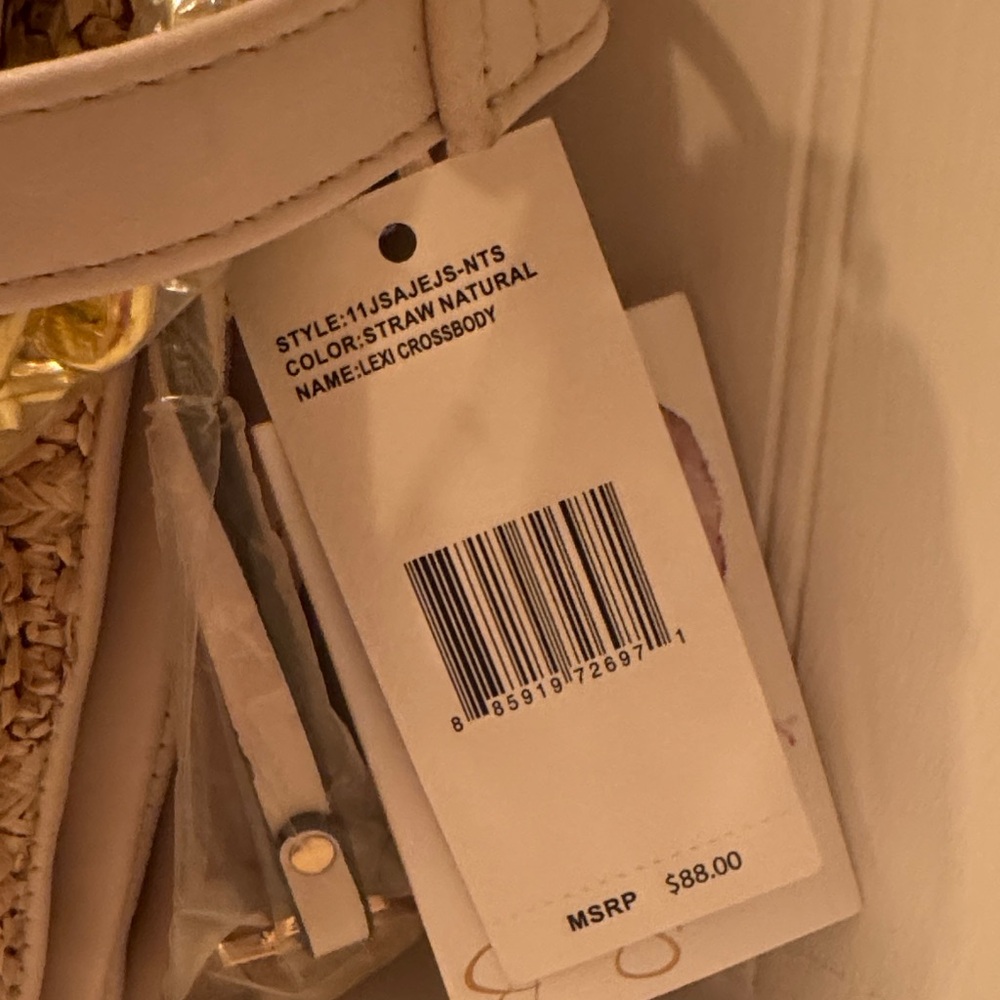 STYLE:11JSAJEJS-NTS
COLOR:STRAW NATURAL
NAME:LEXI CROSSBODY
8 85919 72697 1
MSRP $88.00